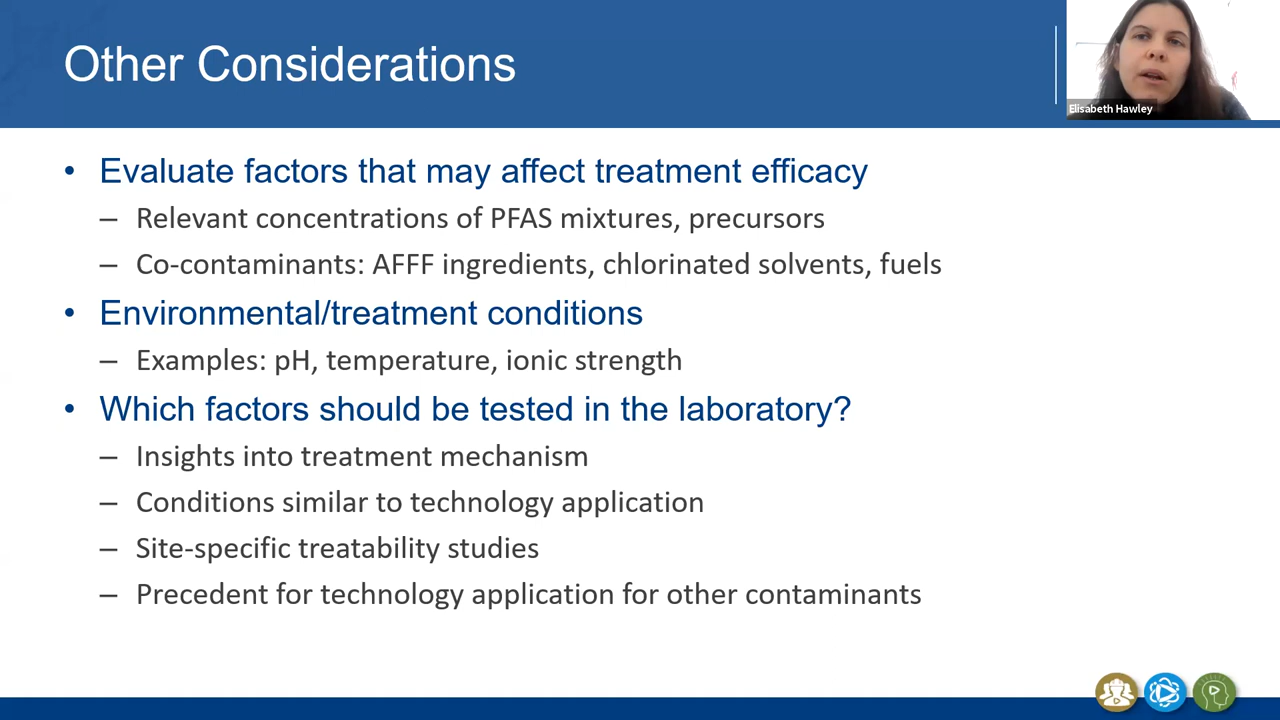 Other Considerations
Elisabeth Hawley
• Evaluate factors that may affect treatment efficacy
– Relevant concentrations of PFAS mixtures, precursors
– Co-contaminants: AFFF ingredients, chlorinated solvents, fuels
• Environmental/treatment conditions
– Examples: pH, temperature, ionic strength
• Which factors should be tested in the laboratory?
– Insights into treatment mechanism
– Conditions similar to technology application
– Site-specific treatability studies
– Precedent for technology application for other contaminants